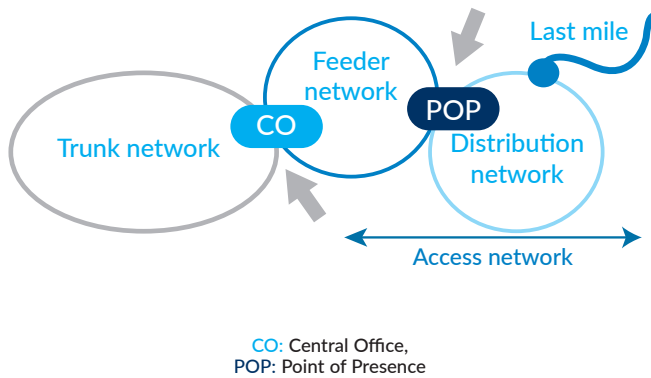 Last mile
Feeder
network
POP
CO
Trunk network
Distribution
network
Access network
CO: Central Office,
POP: Point of Presence